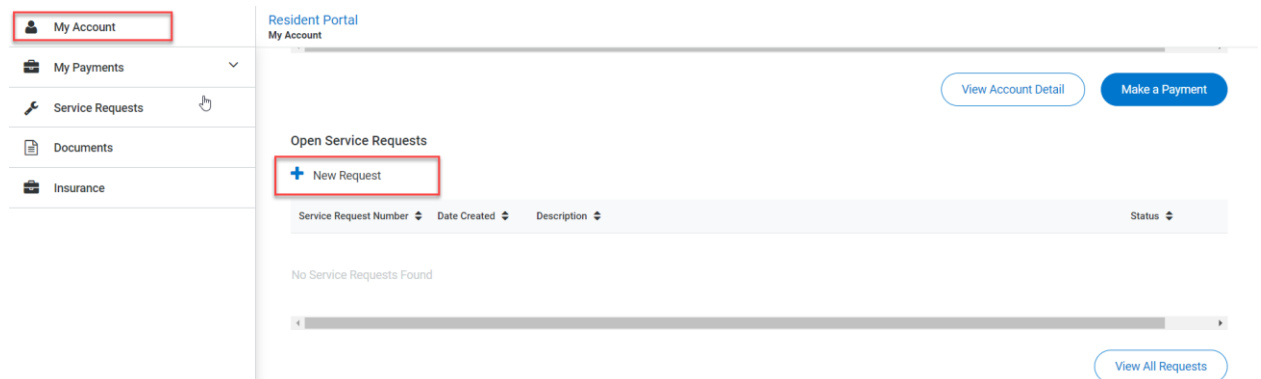 My Account
My Payments
Service Requests
Documents
Insurance
Resident Portal
My Account
View Account Detail
Make a Payment
Open Service Requests
New Request
Service Request Number Date Created Description Status
No Service Requests Found
View All Requests